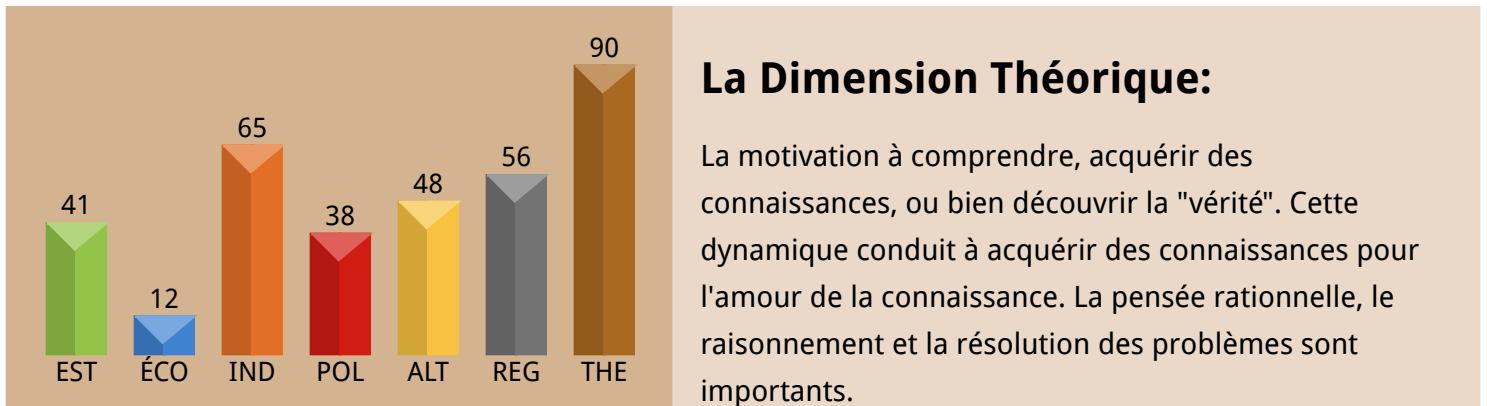 90
65
56
48
41
38
12
EST ÉCO IND POL ALT REG THE
La Dimension Théorique:
La motivation à comprendre, acquérir des
connaissances, ou bien découvrir la "vérité". Cette
dynamique conduit à acquérir des connaissances pour
l'amour de la connaissance. La pensée rationnelle, le
raisonnement et la résolution des problèmes sont
importants.